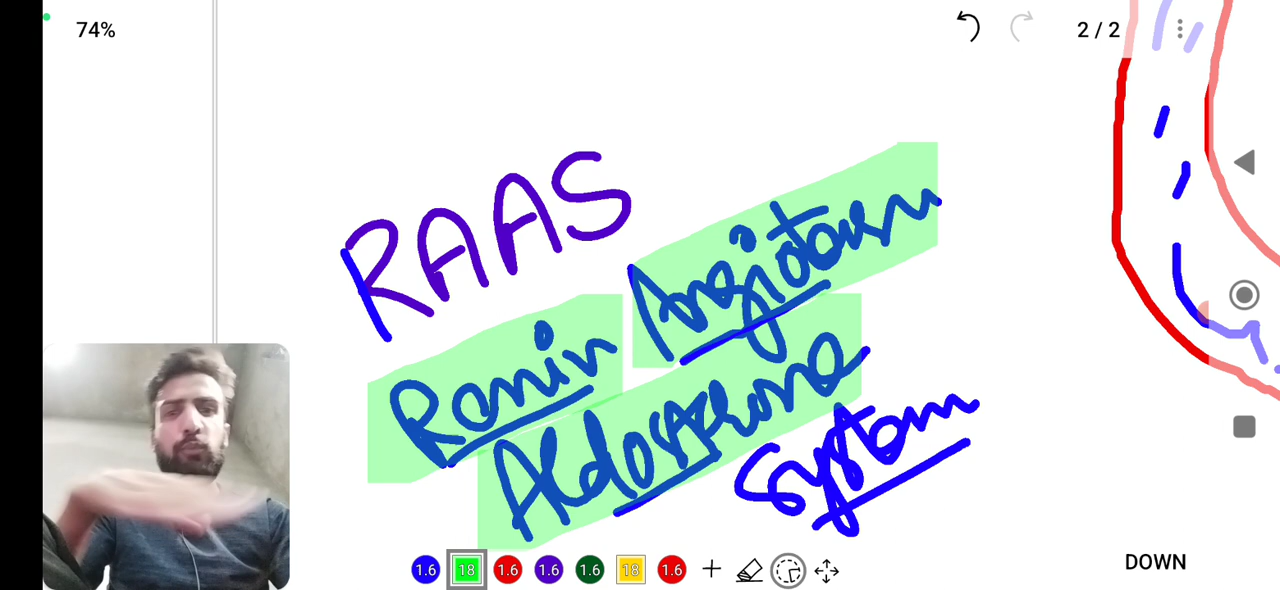 74%
2 / 2
RAAS
Renin Angiotensin
Aldosterone
System
1.6 18 1.6 1.6 1.6 18 1.6
DOWN